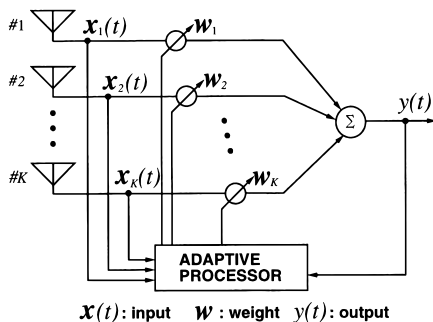 #1 x1(t) w1
#2 x2(t) w2
y(t)
Σ
#K xK(t) wK
ADAPTIVE
PROCESSOR
x(t): input w: weight y(t): output